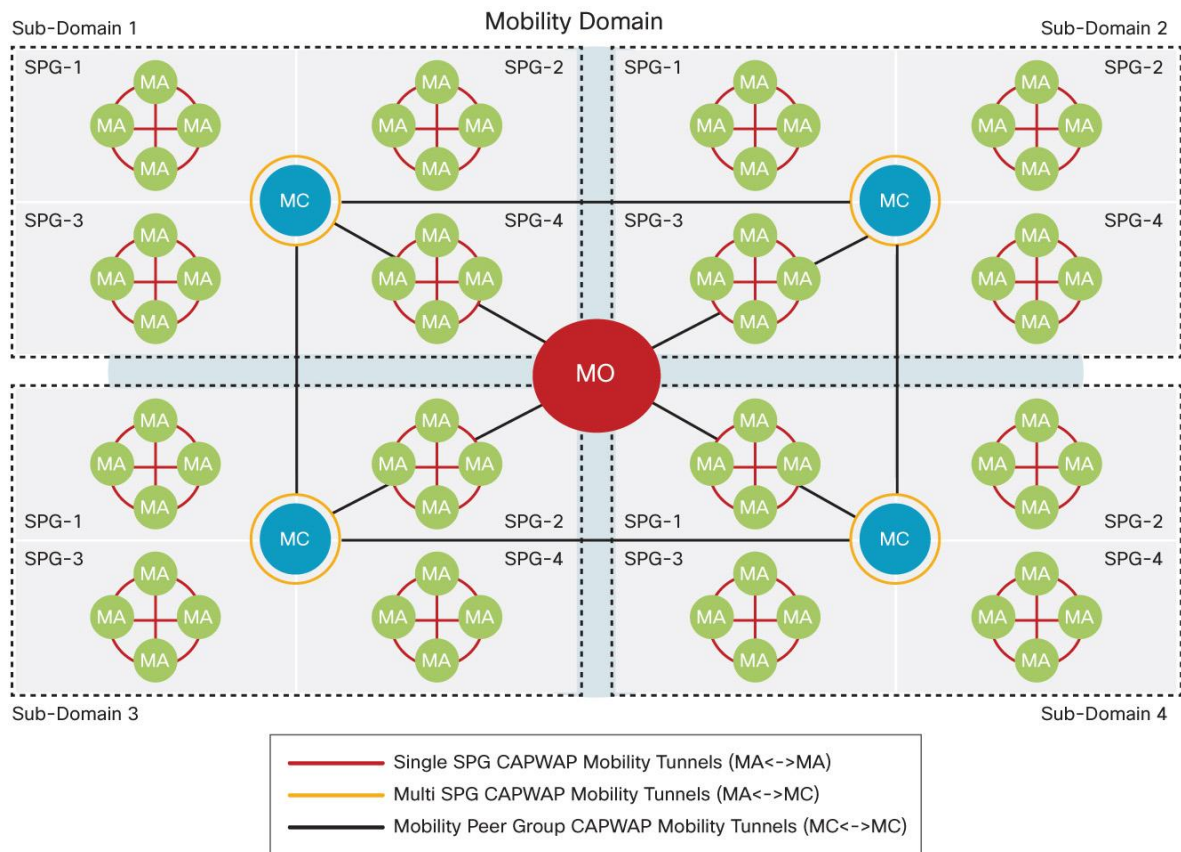 Mobility Domain
Sub-Domain 1
Sub-Domain 2
SPG-1
SPG-2
SPG-1
SPG-2
MA
MA
MA
MA
MA MA
MA MA
MA MA
MA MA
MA
MA
MA
MA
MC
MC
SPG-3
SPG-4
SPG-3
SPG-4
MA
MA
MA
MA
MA MA
MA MA
MA MA
MA MA
MA
MA
MA
MA
MO
MA
MA
MA
MA
MA MA
MA MA
MA MA
MA MA
MA
MA
MA
MA
SPG-1
SPG-2
SPG-1
SPG-2
MC
MC
SPG-3
SPG-4
SPG-3
SPG-4
MA
MA
MA
MA
MA MA
MA MA
MA MA
MA MA
MA
MA
MA
MA
Sub-Domain 3
Sub-Domain 4
Single SPG CAPWAP Mobility Tunnels (MA<->MA)
Multi SPG CAPWAP Mobility Tunnels (MA<->MC)
Mobility Peer Group CAPWAP Mobility Tunnels (MC<->MC)